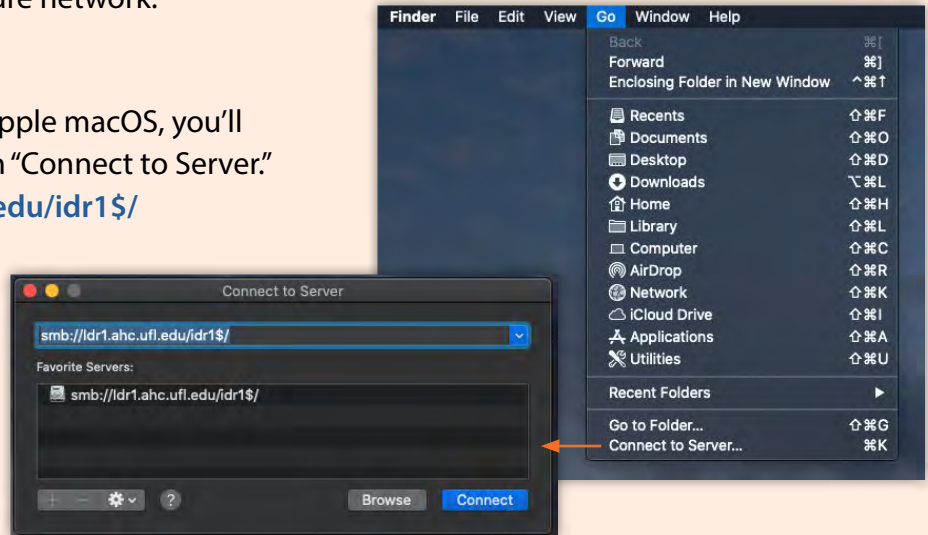 ure network.
pple macOS, you'll
n “Connect to Server.”
edu/idr1$/
Finder File Edit View Go Window Help
Back ⌘[
Forward ⌘]
Enclosing Folder in New Window ^⌘↑
Recents ⇧⌘F
Documents ⇧⌘O
Desktop ⇧⌘D
Downloads ⌥⌘L
Home ⇧⌘H
Library ⇧⌘L
Computer ⇧⌘C
AirDrop ⇧⌘R
Network ⇧⌘K
iCloud Drive ⇧⌘I
Applications ⇧⌘A
Utilities ⇧⌘U
Recent Folders ▶
Go to Folder... ⇧⌘G
Connect to Server... ⌘K
Connect to Server
smb://ldr1.ahc.ufl.edu/idr1$/
Favorite Servers:
smb://ldr1.ahc.ufl.edu/idr1$/
+ − ? Browse Connect